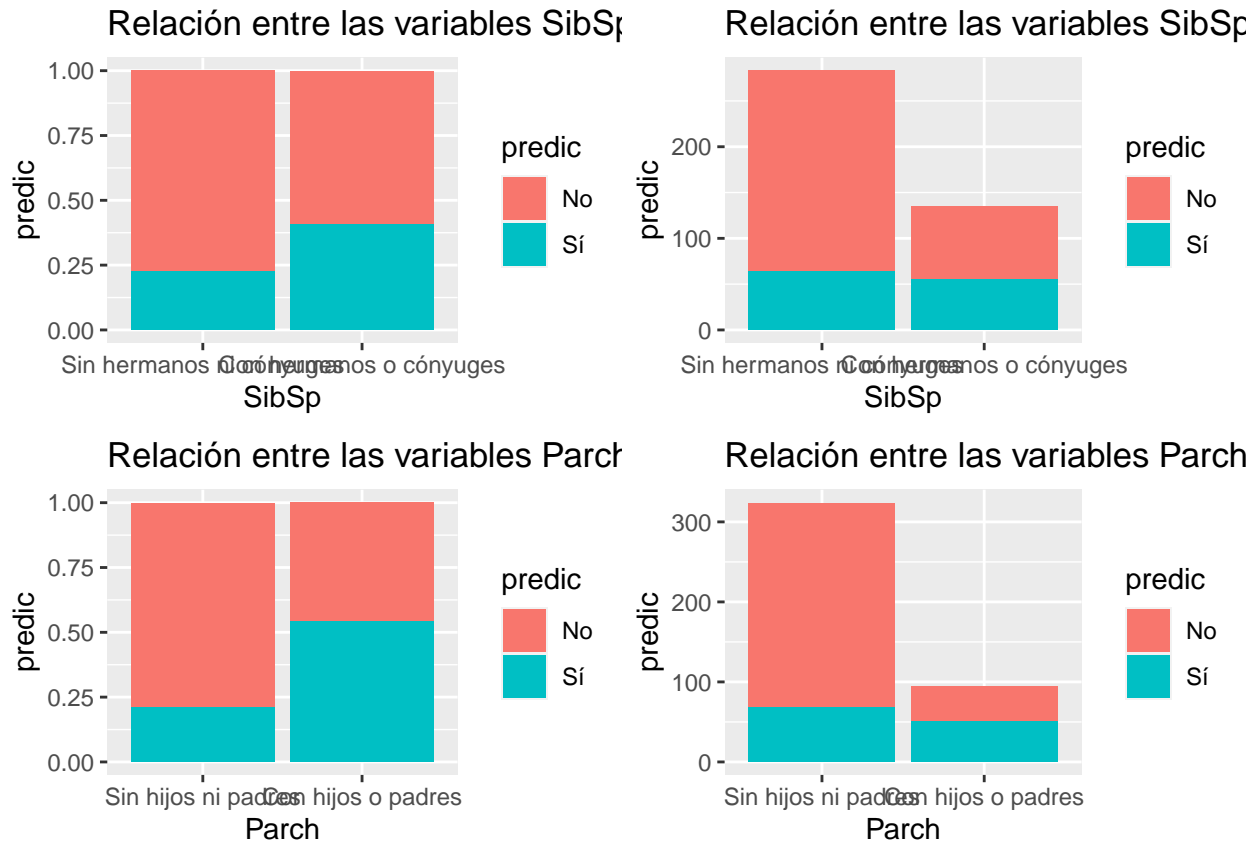 Relación entre las variables SibSp
1.00
0.75
0.50
0.25
0.00
predic
Sin hermanos ni cónyuges
Con hermanos o cónyuges
SibSp
predic
No
Sí
Relación entre las variables SibSp
200
100
0
predic
Sin hermanos ni cónyuges
Con hermanos o cónyuges
SibSp
predic
No
Sí
Relación entre las variables Parch
1.00
0.75
0.50
0.25
0.00
predic
Sin hijos ni padres
Con hijos o padres
Parch
predic
No
Sí
Relación entre las variables Parch
300
200
100
0
predic
Sin hijos ni padres
Con hijos o padres
Parch
predic
No
Sí